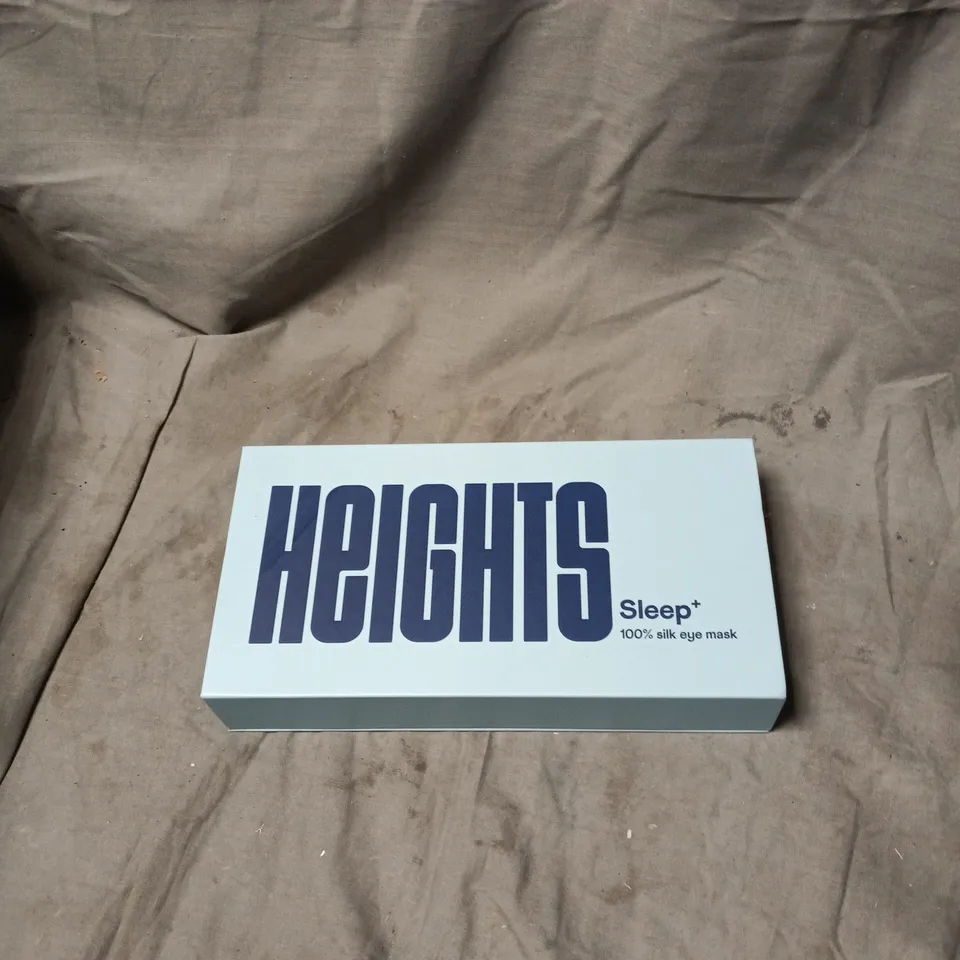 HEIGHTS
Sleep+
100% silk eye mask